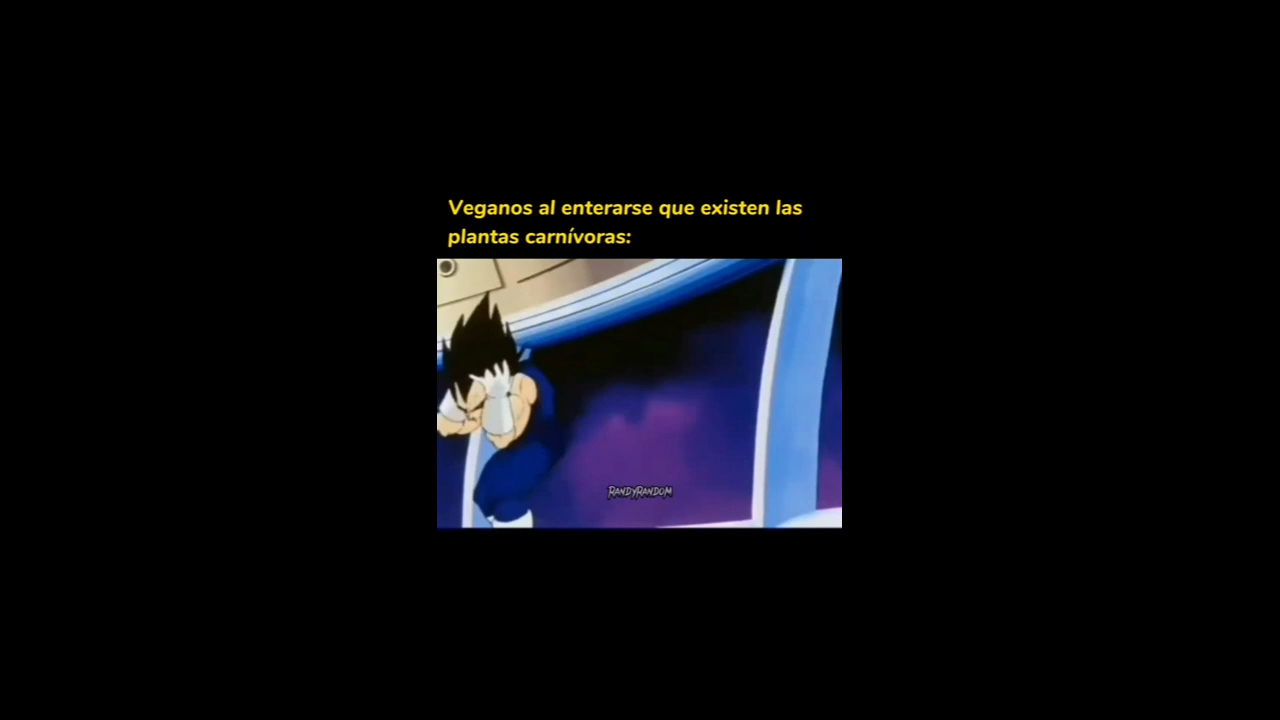 Veganos al enterarse que existen las
plantas carnívoras:
RANDYRANDOM